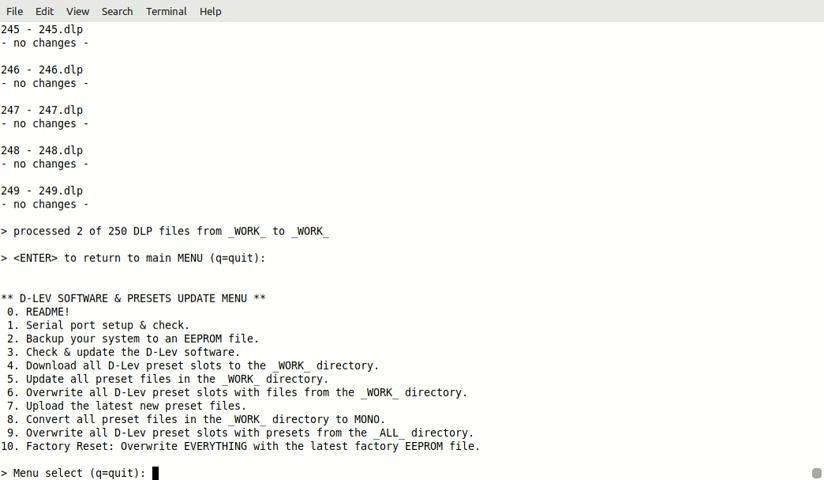 File Edit View Search Terminal Help
245 - 245.dlp
- no changes -
246 - 246.dlp
- no changes -
247 - 247.dlp
- no changes -
248 - 248.dlp
- no changes -
249 - 249.dlp
- no changes -
> processed 2 of 250 DLP files from _WORK_ to _WORK_
> <ENTER> to return to main MENU (q=quit):
** D-LEV SOFTWARE & PRESETS UPDATE MENU **
0. README!
1. Serial port setup & check.
2. Backup your system to an EEPROM file.
3. Check & update the D-Lev software.
4. Download all D-Lev preset slots to the _WORK_ directory.
5. Update all preset files in the _WORK_ directory.
6. Overwrite all D-Lev preset slots with files from the _WORK_ directory.
7. Upload the latest new preset files.
8. Convert all preset files in the _WORK_ directory to MONO.
9. Overwrite all D-Lev preset slots with presets from the _ALL_ directory.
10. Factory Reset: Overwrite EVERYTHING with the latest factory EEPROM file.
> Menu select (q=quit):